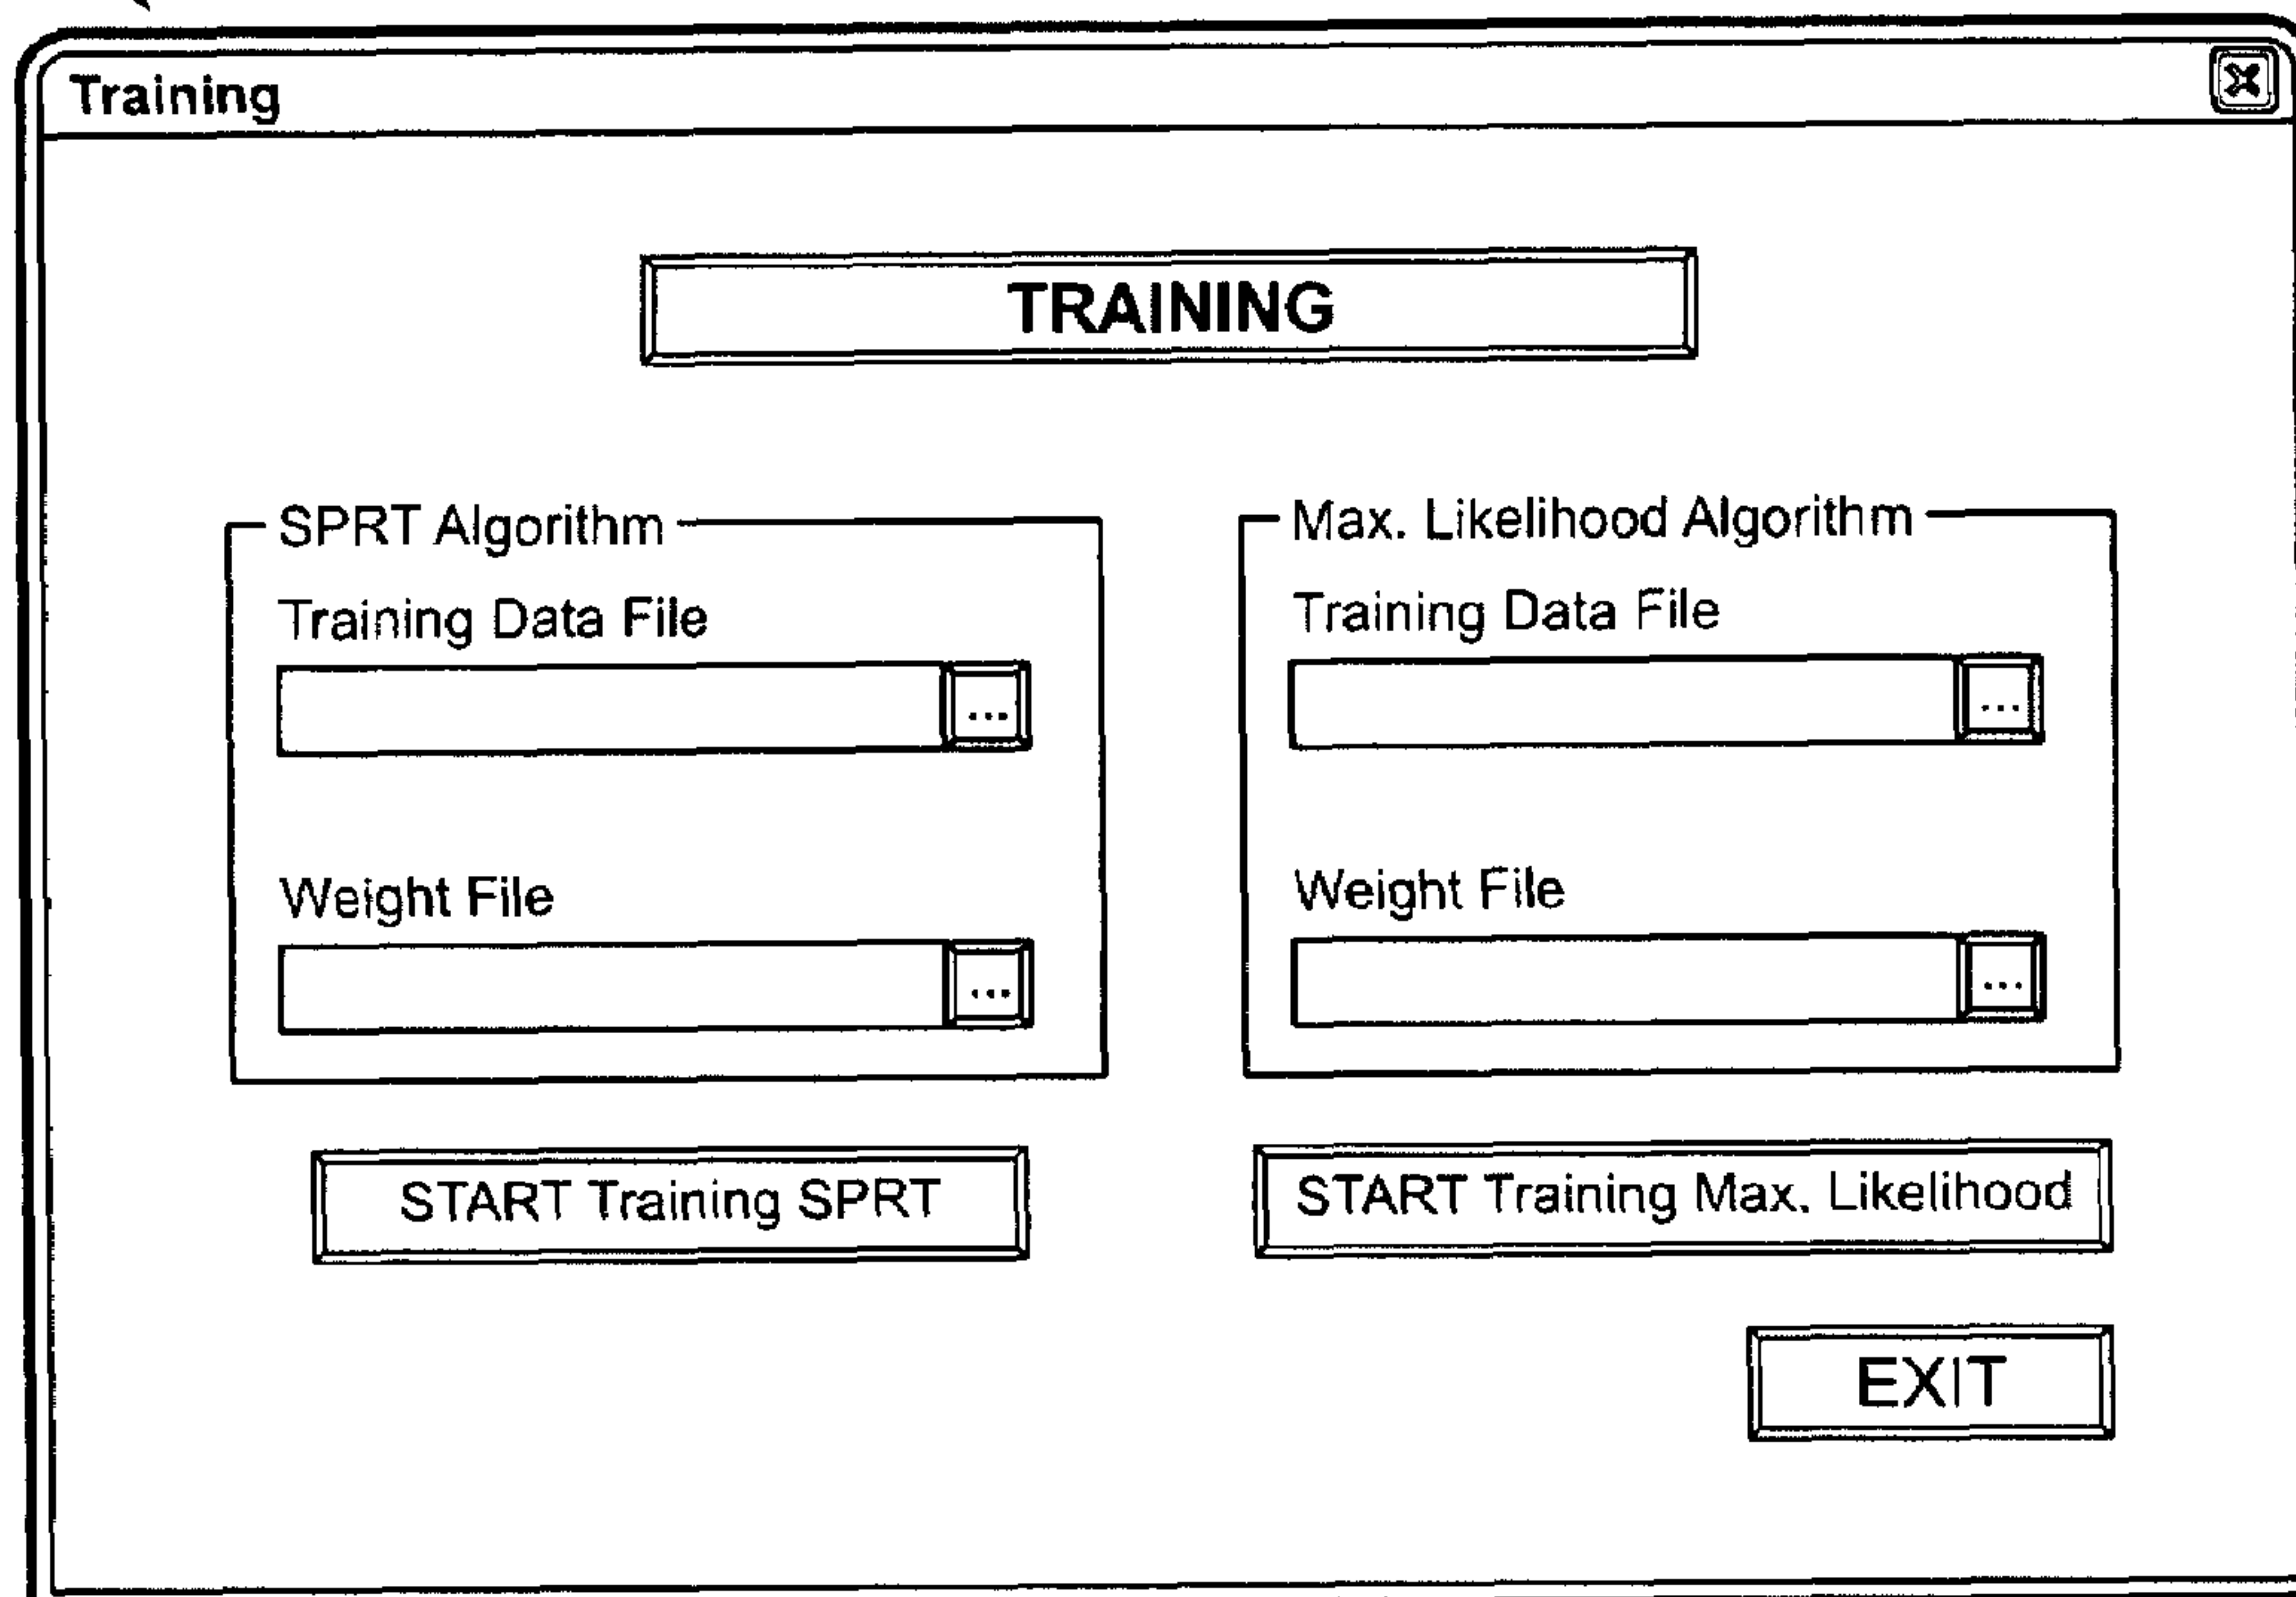 Training
TRAINING
SPRT Algorithm
Training Data File
...
Weight File
...
Max. Likelihood Algorithm
Training Data File
...
Weight File
...
START Training SPRT
START Training Max. Likelihood
EXIT